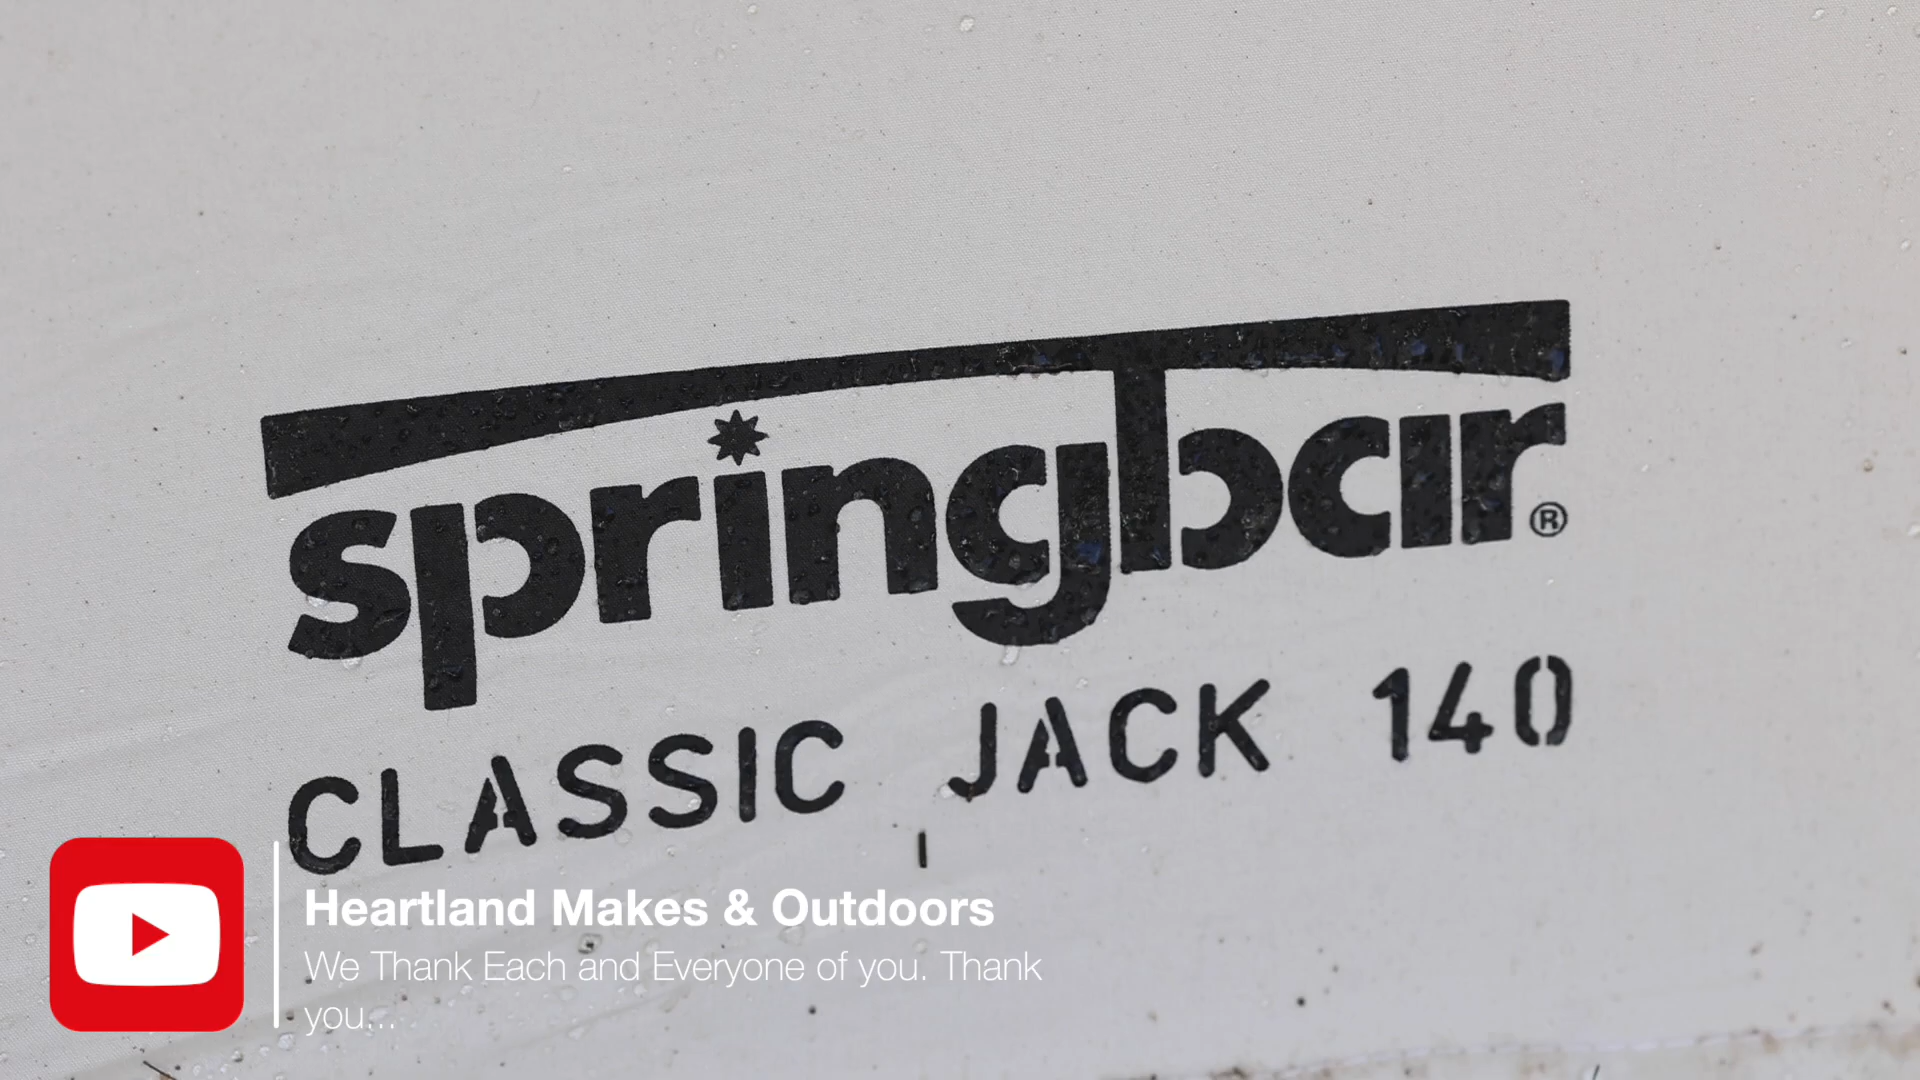 springbar®
CLASSIC JACK 140
Heartland Makes & Outdoors
We Thank Each and Everyone of you. Thank
you...